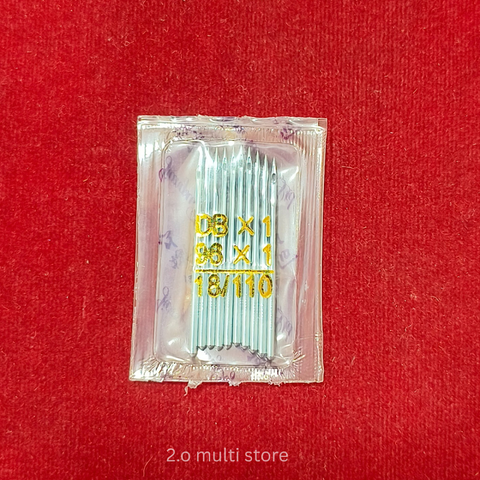 DB X 1
96 X 1
18/110
2.o multi store